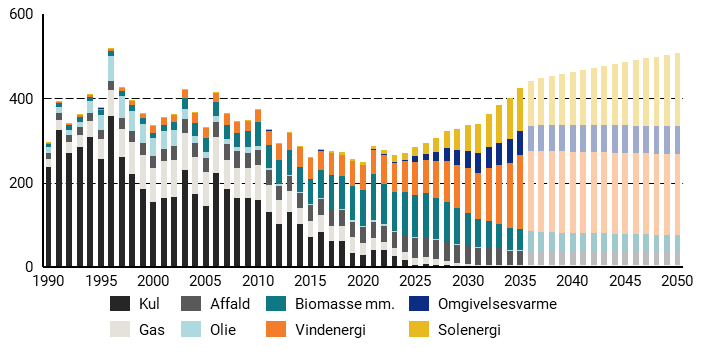 600
400
200
0
1990 1995 2000 2005 2010 2015 2020 2025 2030 2035 2040 2045 2050
Kul Affald Biomasse mm. Omgivelsesvarme
Gas Olie Vindenergi Solenergi